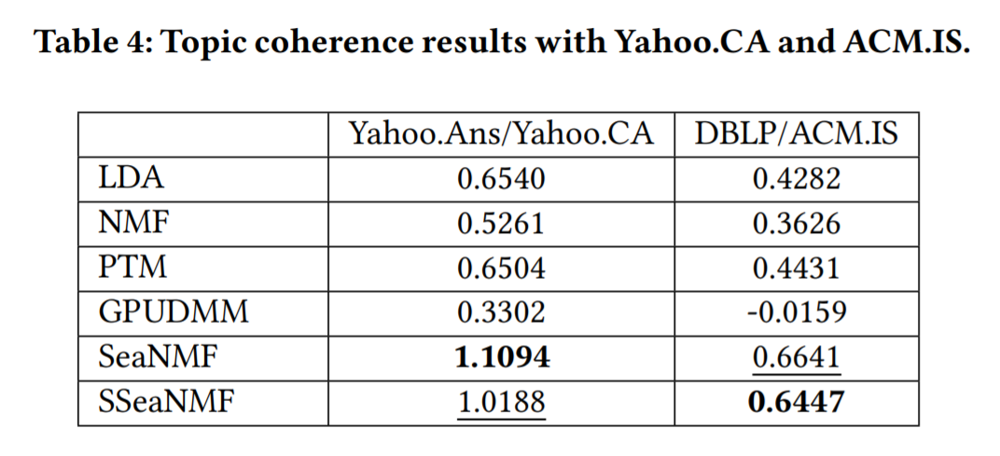 Table 4: Topic coherence results with Yahoo.CA and ACM.IS.
Yahoo.Ans/Yahoo.CA DBLP/ACM.IS
LDA 0.6540 0.4282
NMF 0.5261 0.3626
PTM 0.6504 0.4431
GPUDMM 0.3302 -0.0159
SeaNMF 1.1094 0.6641
SSeaNMF 1.0188 0.6447